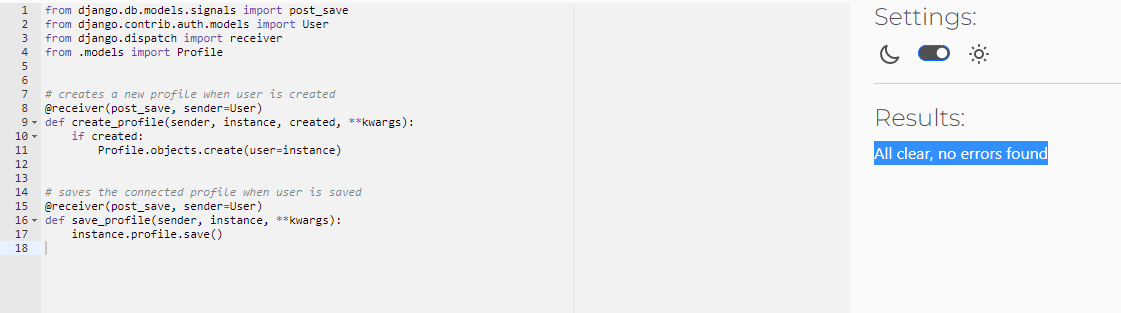 1 from django.db.models.signals import post_save
2 from django.contrib.auth.models import User
3 from django.dispatch import receiver
4 from .models import Profile
5
6
7 # creates a new profile when user is created
8 @receiver(post_save, sender=User)
9 def create_profile(sender, instance, created, **kwargs):
10     if created:
11         Profile.objects.create(user=instance)
12
13
14 # saves the connected profile when user is saved
15 @receiver(post_save, sender=User)
16 def save_profile(sender, instance, **kwargs):
17     instance.profile.save()
18
Settings:
Results:
All clear, no errors found